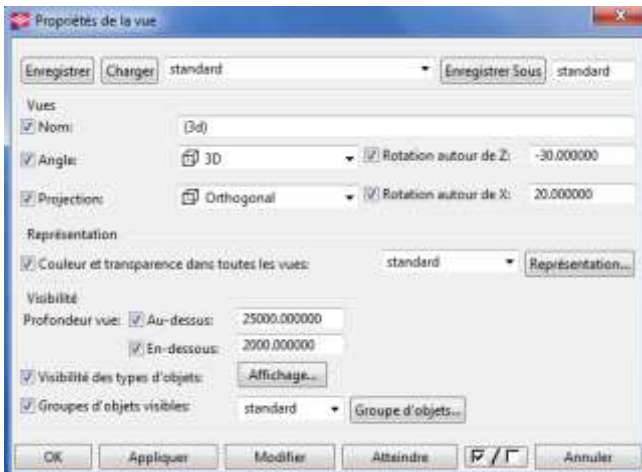 Propriétés de la vue
Enregistrer Charger standard Enregistrer Sous standard
Vues
Nom: (3d)
Angle: 3D Rotation autour de Z: -30.000000
Projection: Orthogonal Rotation autour de X: 20.000000
Représentation
Couleur et transparence dans toutes les vues: standard Représentation...
Visibilité
Profondeur vue: Au-dessus: 25000.000000
En-dessous: 2000.000000
Visibilité des types d'objets: Affichage...
Groupes d'objets visibles: standard Groupe d'objets...
OK Appliquer Modifier Atteindre / Annuler